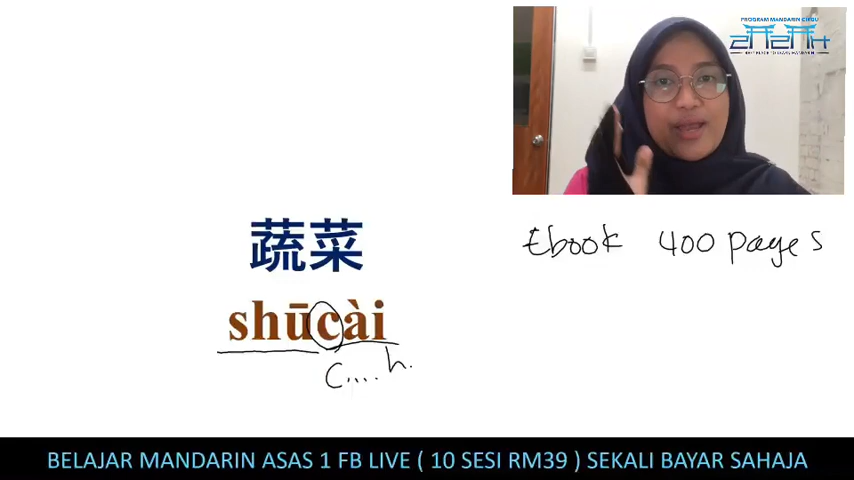 PROGRAM MANDARIN CIKGU
ZAZAH
蔬菜
Ebook 400 pages
shūcài
c....h.
BELAJAR MANDARIN ASAS 1 FB LIVE ( 10 SESI RM39 ) SEKALI BAYAR SAHAJA